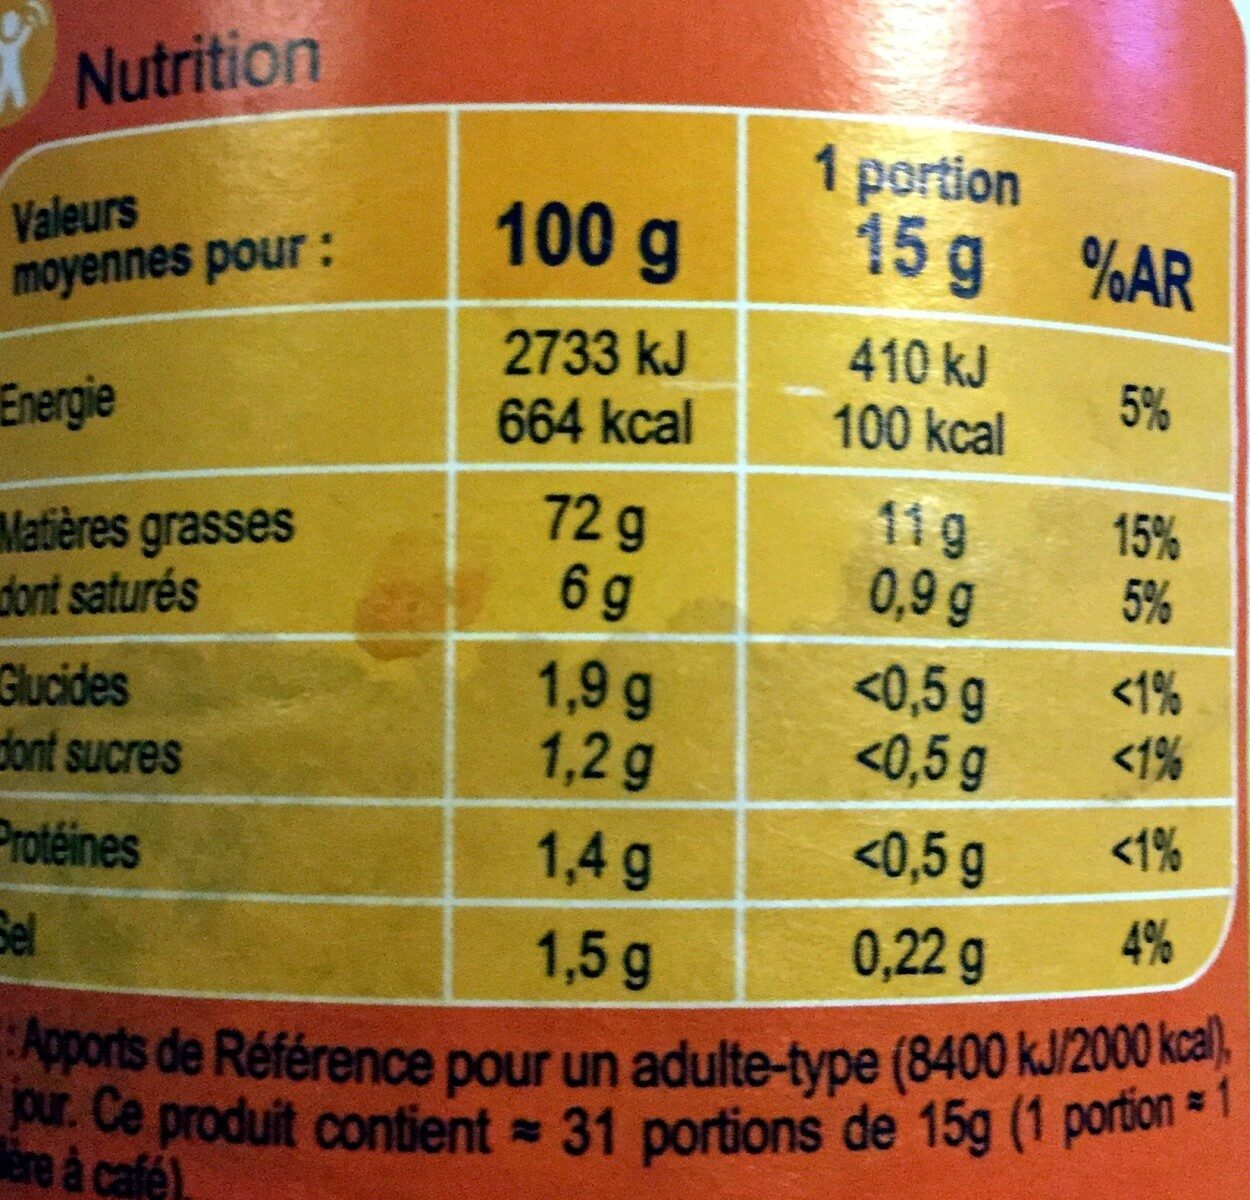 Nutrition
Valeurs
moyennes pour :
100 g
1 portion
15 g
%AR
Energie
2733 kJ
410 kJ
5%
664 kcal
100 kcal
Matières grasses
72 g
11 g
15%
dont saturés
6 g
0,9 g
5%
Glucides
1,9 g
<0,5 g
<1%
dont sucres
1,2 g
<0,5 g
<1%
Protéines
1,4 g
<0,5 g
<1%
Sel
1,5 g
0,22 g
4%
: Apports de Référence pour un adulte-type (8400 kJ/2000 kcal),
jour. Ce produit contient ≈ 31 portions de 15g (1 portion ≈ 1
à café)